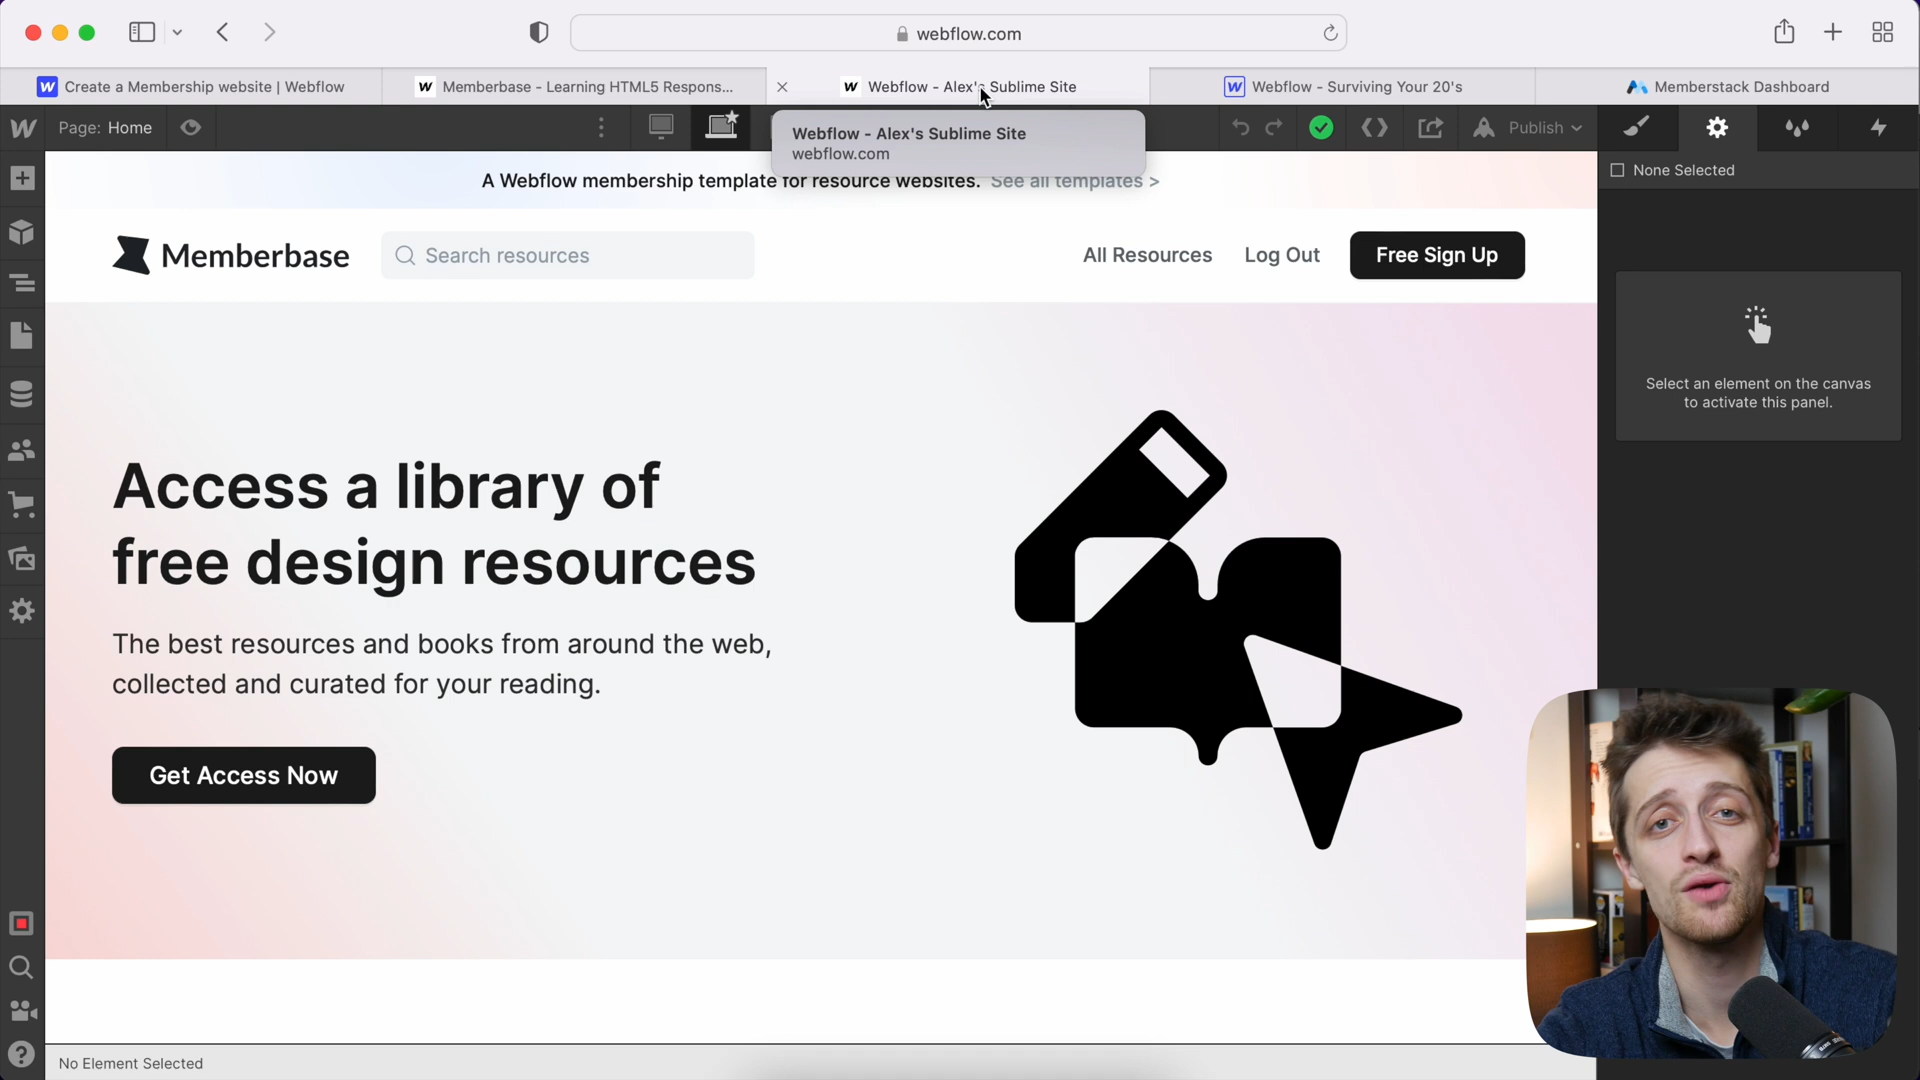 webflow.com
Create a Membership website | Webflow
Memberbase - Learning HTML5 Respons...
Webflow - Alex's Sublime Site
Webflow - Surviving Your 20's
Memberstack Dashboard
Page: Home
Webflow - Alex's Sublime Site
webflow.com
Publish
None Selected
A Webflow membership template for resource websites. See all templates >
Memberbase
Search resources
All Resources
Log Out
Free Sign Up
Select an element on the canvas
to activate this panel.
Access a library of
free design resources
The best resources and books from around the web,
collected and curated for your reading.
Get Access Now
No Element Selected